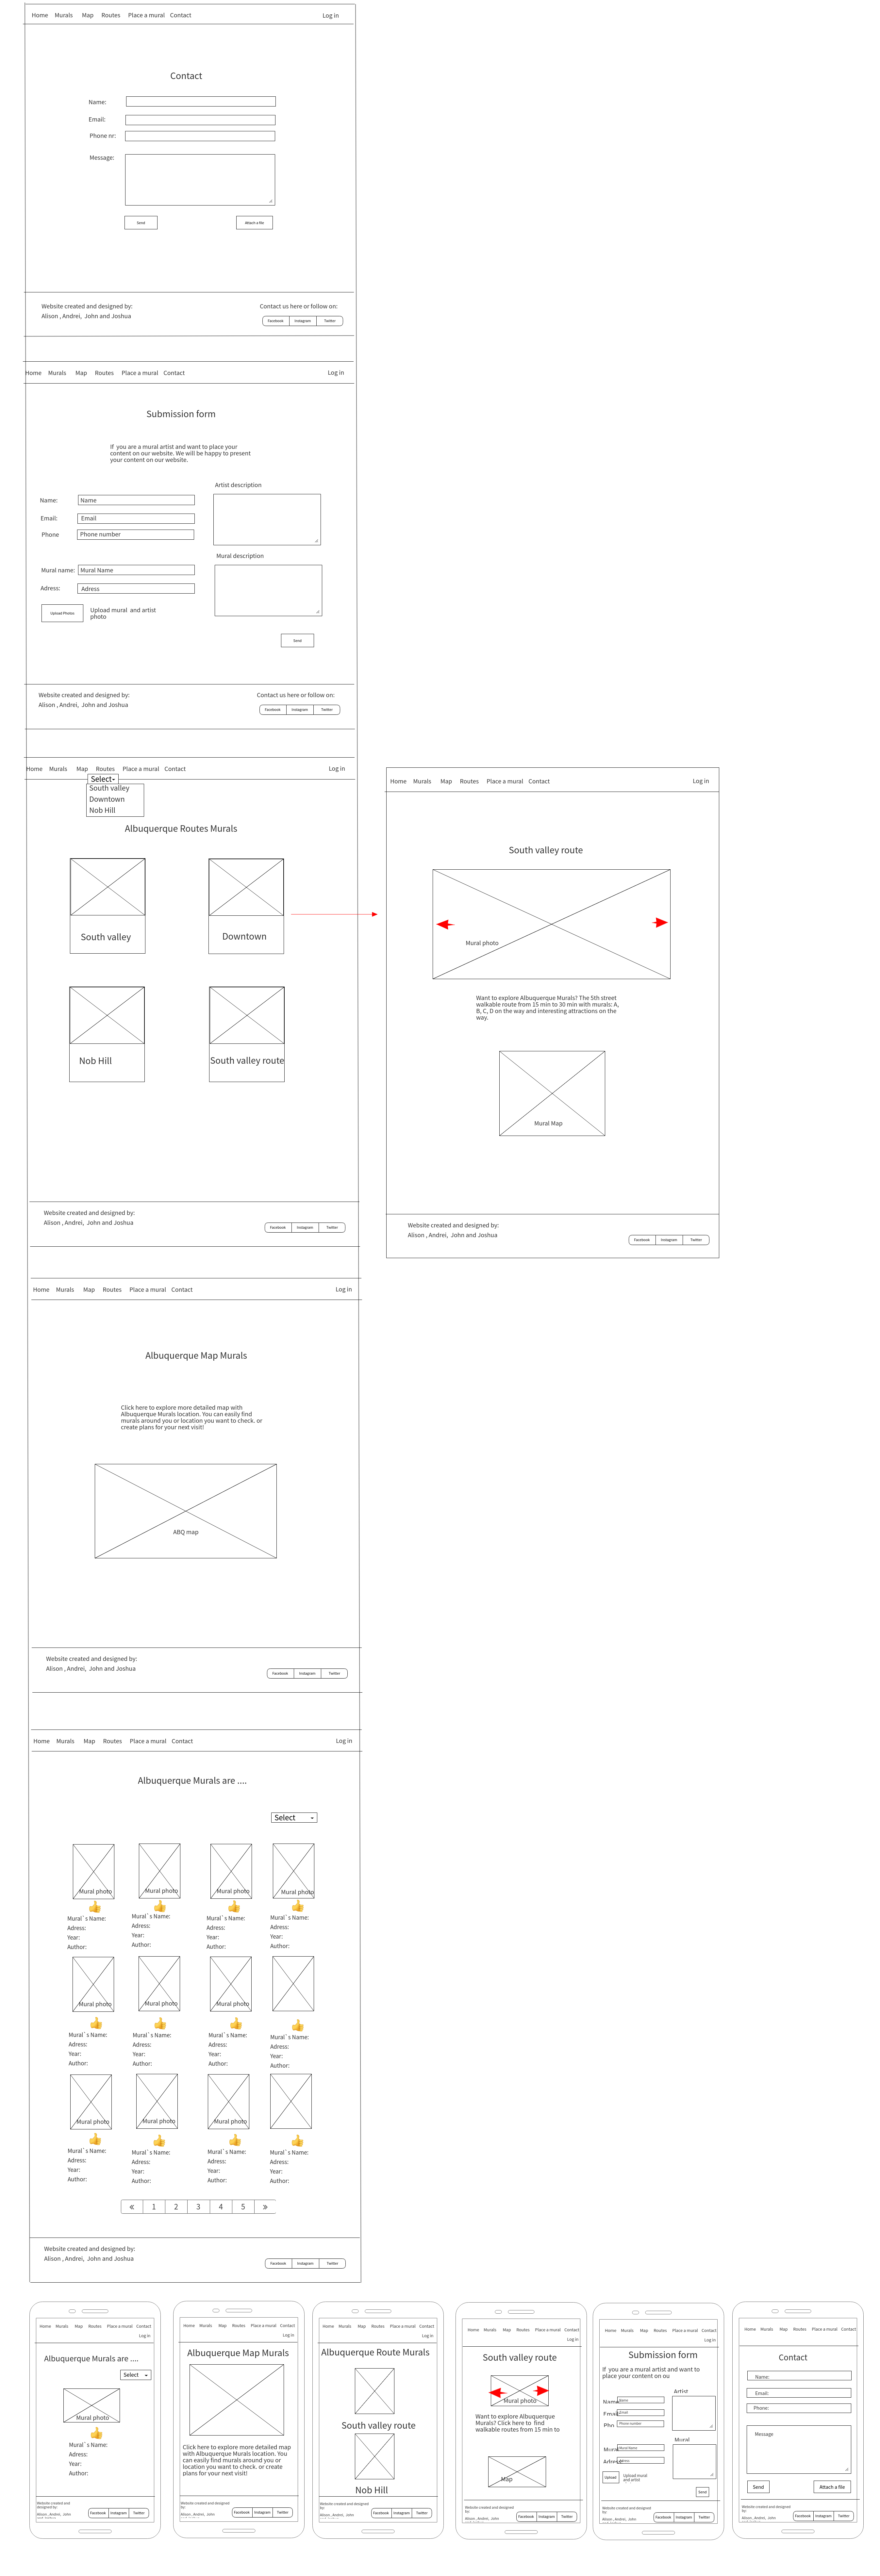 Home Murals Map Routes Place a mural Contact Log in
Contact
Name:
Email:
Phone nr:
Message:
Send Attach a file
Website created and designed by: Contact us here or follow on:
Alison , Andrei, John and Joshua
Facebook Instagram Twitter
Home Murals Map Routes Place a mural Contact Log in
Submission form
If you are a mural artist and want to place your
content on our website. We will be happy to present
your content on our website.
Artist description
Name: Name
Email: Email
Phone Phone number
Mural description
Mural name: Mural Name
Adress: Adress
Upload Photos Upload mural and artist
photo
Send
Website created and designed by: Contact us here or follow on:
Alison , Andrei, John and Joshua
Facebook Instagram Twitter
Home Murals Map Routes Place a mural Contact Log in
Select
South valley
Downtown
Nob Hill
Albuquerque Routes Murals
South valley Downtown
Nob Hill South valley route
Website created and designed by:
Alison , Andrei, John and Joshua
Facebook Instagram Twitter
Home Murals Map Routes Place a mural Contact Log in
South valley route
Mural photo
Want to explore Albuquerque Murals? The 5th street
walkable route from 15 min to 30 min with murals: A,
B, C, D on the way and interesting attractions on the
way.
Mural Map
Website created and designed by:
Alison , Andrei, John and Joshua
Facebook Instagram Twitter
Home Murals Map Routes Place a mural Contact Log in
Albuquerque Map Murals
Click here to explore more detailed map with
Albuquerque Murals location. You can easily find
murals around you or location you want to check. or
create plans for your next visit!
ABQ map
Website created and designed by:
Alison , Andrei, John and Joshua
Facebook Instagram Twitter
Home Murals Map Routes Place a mural Contact Log in
Albuquerque Murals are ....
Select
Mural photo Mural photo Mural photo Mural photo
Mural`s Name: Mural`s Name: Mural`s Name: Mural`s Name:
Adress: Adress: Adress: Adress:
Year: Year: Year: Year:
Author: Author: Author: Author:
Mural photo Mural photo Mural photo
Mural`s Name: Mural`s Name: Mural`s Name: Mural`s Name:
Adress: Adress: Adress: Adress:
Year: Year: Year: Year:
Author: Author: Author: Author:
Mural photo Mural photo Mural photo
Mural`s Name: Mural`s Name: Mural`s Name: Mural`s Name:
Adress: Adress: Adress: Adress:
Year: Year: Year: Year:
Author: Author: Author: Author:
« 1 2 3 4 5 »
Website created and designed by:
Alison , Andrei, John and Joshua
Facebook Instagram Twitter
Home Murals Map Routes Place a mural Contact
Log in
Albuquerque Murals are ....
Select
Mural photo
Mural`s Name:
Adress:
Year:
Author:
Website created and
designed by:
Alison , Andrei, John
Facebook Instagram Twitter
Home Murals Map Routes Place a mural Contact
Log in
Albuquerque Map Murals
Click here to explore more detailed map
with Albuquerque Murals location. You
can easily find murals around you or
location you want to check. or create
plans for your next visit!
Website created and designed
by:
Alison , Andrei, John
Facebook Instagram Twitter
Home Murals Map Routes Place a mural Contact
Log in
Albuquerque Route Murals
South valley route
Nob Hill
Website created and designed
by:
Alison , Andrei, John
Facebook Instagram Twitter
Home Murals Map Routes Place a mural Contact
Log in
South valley route
Mural photo
Want to explore Albuquerque
Murals? Click here to find
walkable routes from 15 min to
Map
Website created and designed
by:
Alison , Andrei, John
Facebook Instagram Twitter
Home Murals Map Routes Place a mural Contact
Log in
Submission form
If you are a mural artist and want to
place your content on ou
Artist
Name Name
Email Email
Pho Phone number
Mural
Mural Mural Name
Adress Adress
Upload Upload mural
and artist
Send
Website created and designed
by:
Alison , Andrei, John
Facebook Instagram Twitter
Home Murals Map Routes Place a mural Contact
Contact
Name:
Email:
Phone:
Message
Send Attach a file
Website created and designed
by:
Alison , Andrei, John
Facebook Instagram Twitter